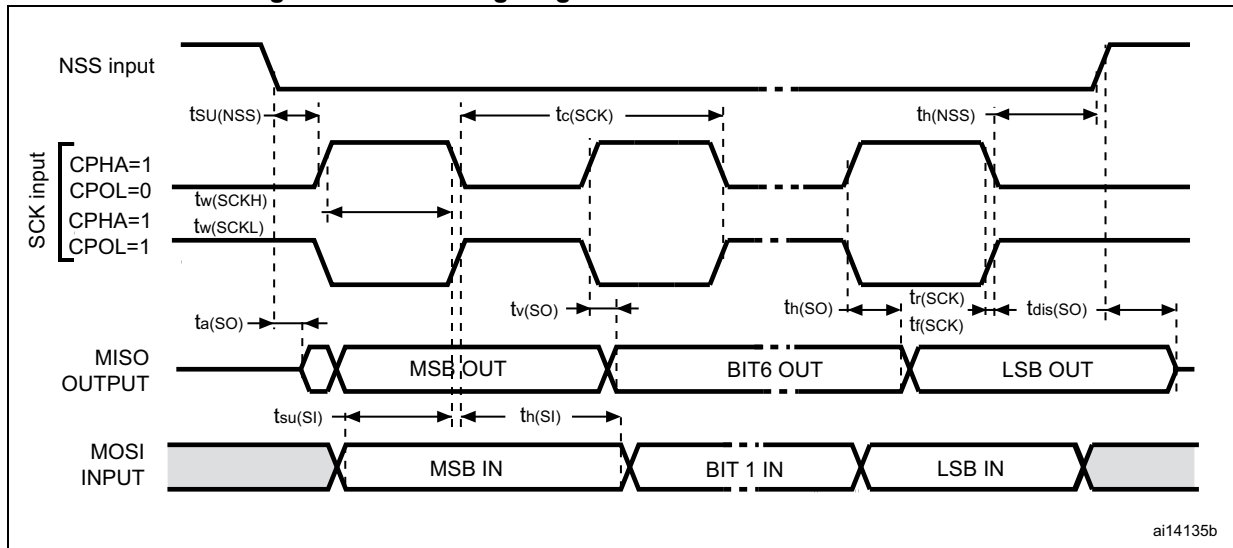 NSS input
tSU(NSS)
tc(SCK)
th(NSS)
SCK input
CPHA=1
CPOL=0
CPHA=1
CPOL=1
tw(SCKH)
tw(SCKL)
ta(SO)
tv(SO)
th(SO)
tr(SCK)
tf(SCK)
tdis(SO)
MISO
OUTPUT
MSB OUT
BIT6 OUT
LSB OUT
tsu(SI)
th(SI)
MOSI
INPUT
MSB IN
BIT 1 IN
LSB IN
ai14135b